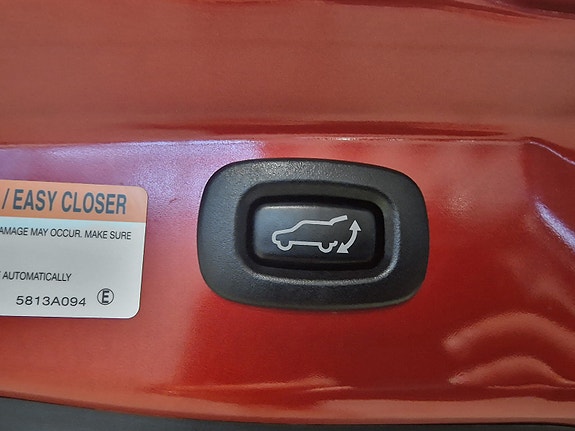 / EASY CLOSER
AMAGE MAY OCCUR. MAKE SURE
AUTOMATICALLY
5813A094 E